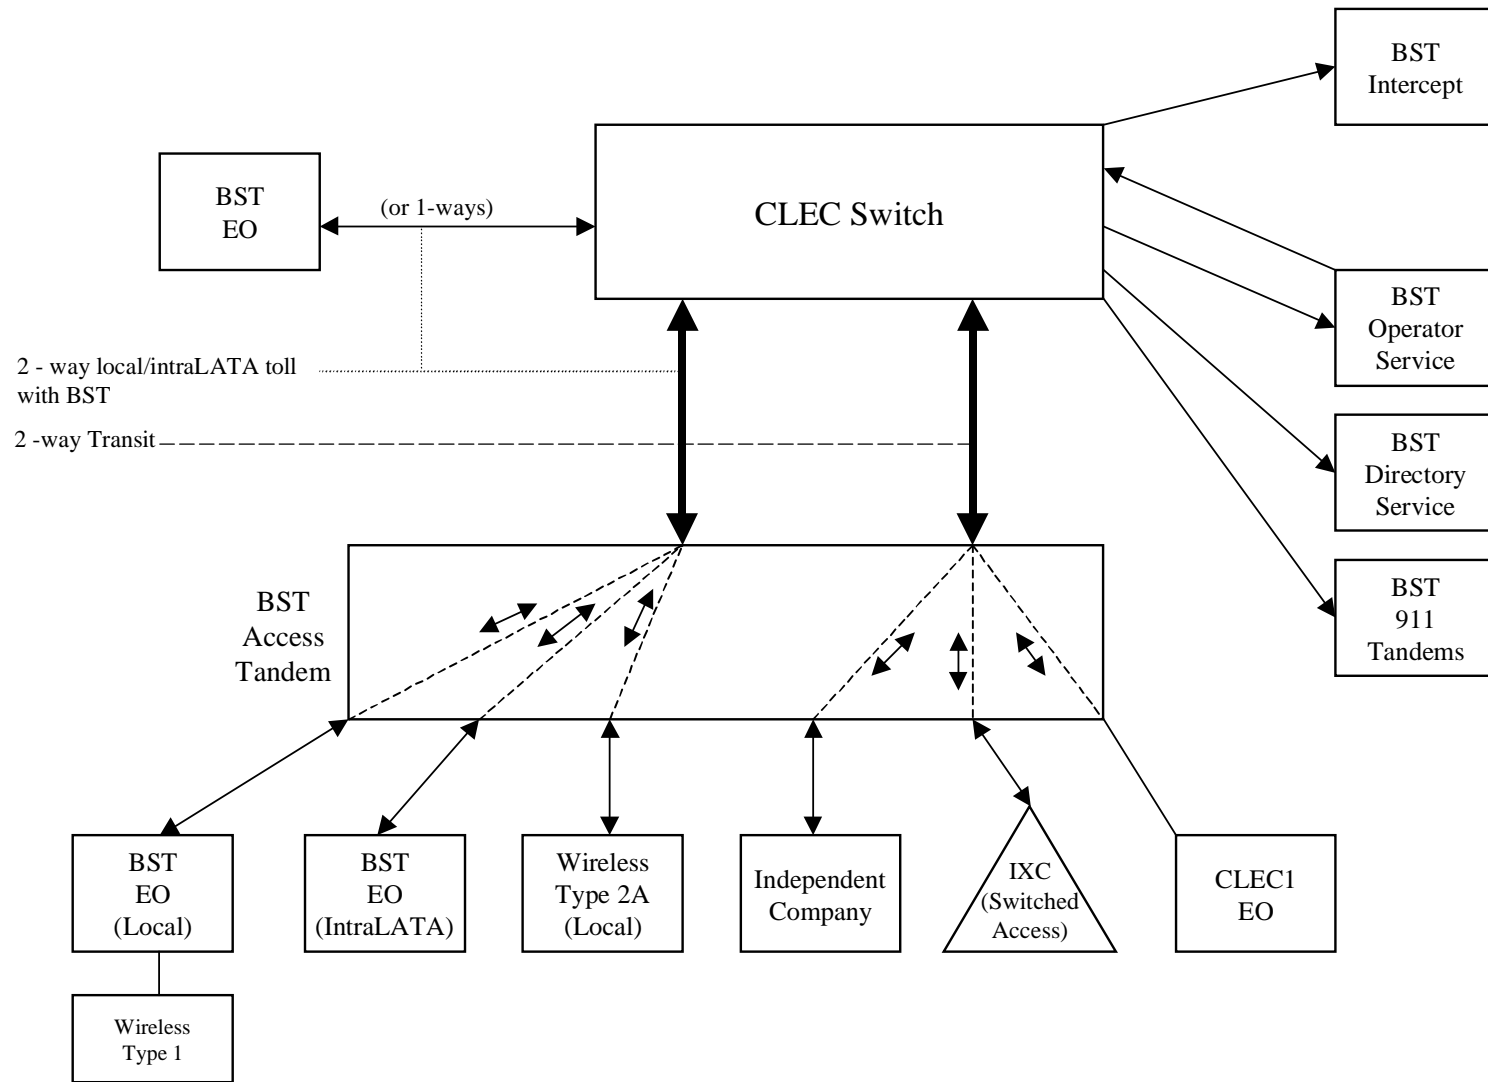 BST
Intercept
BST
EO
(or 1-ways)
CLEC Switch
BST
Operator
Service
2 - way local/intraLATA toll
with BST
2 -way Transit
BST
Directory
Service
BST
911
Tandems
BST
Access
Tandem
BST
EO
(Local)
BST
EO
(IntraLATA)
Wireless
Type 2A
(Local)
Independent
Company
IXC
(Switched
Access)
CLEC1
EO
Wireless
Type 1